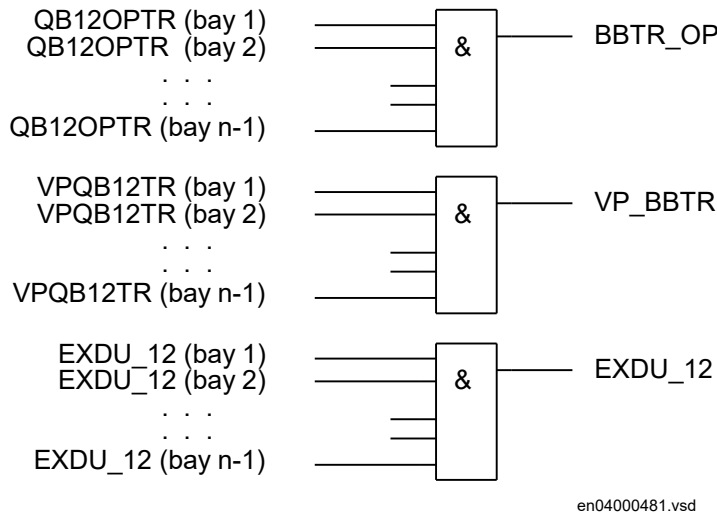 QB12OPTR (bay 1)
QB12OPTR (bay 2)
. . .
. . .
QB12OPTR (bay n-1)
&
BBTR_OP
VPQB12TR (bay 1)
VPQB12TR (bay 2)
. . .
. . .
VPQB12TR (bay n-1)
&
VP_BBTR
EXDU_12 (bay 1)
EXDU_12 (bay 2)
. . .
. . .
EXDU_12 (bay n-1)
&
EXDU_12
en04000481.vsd